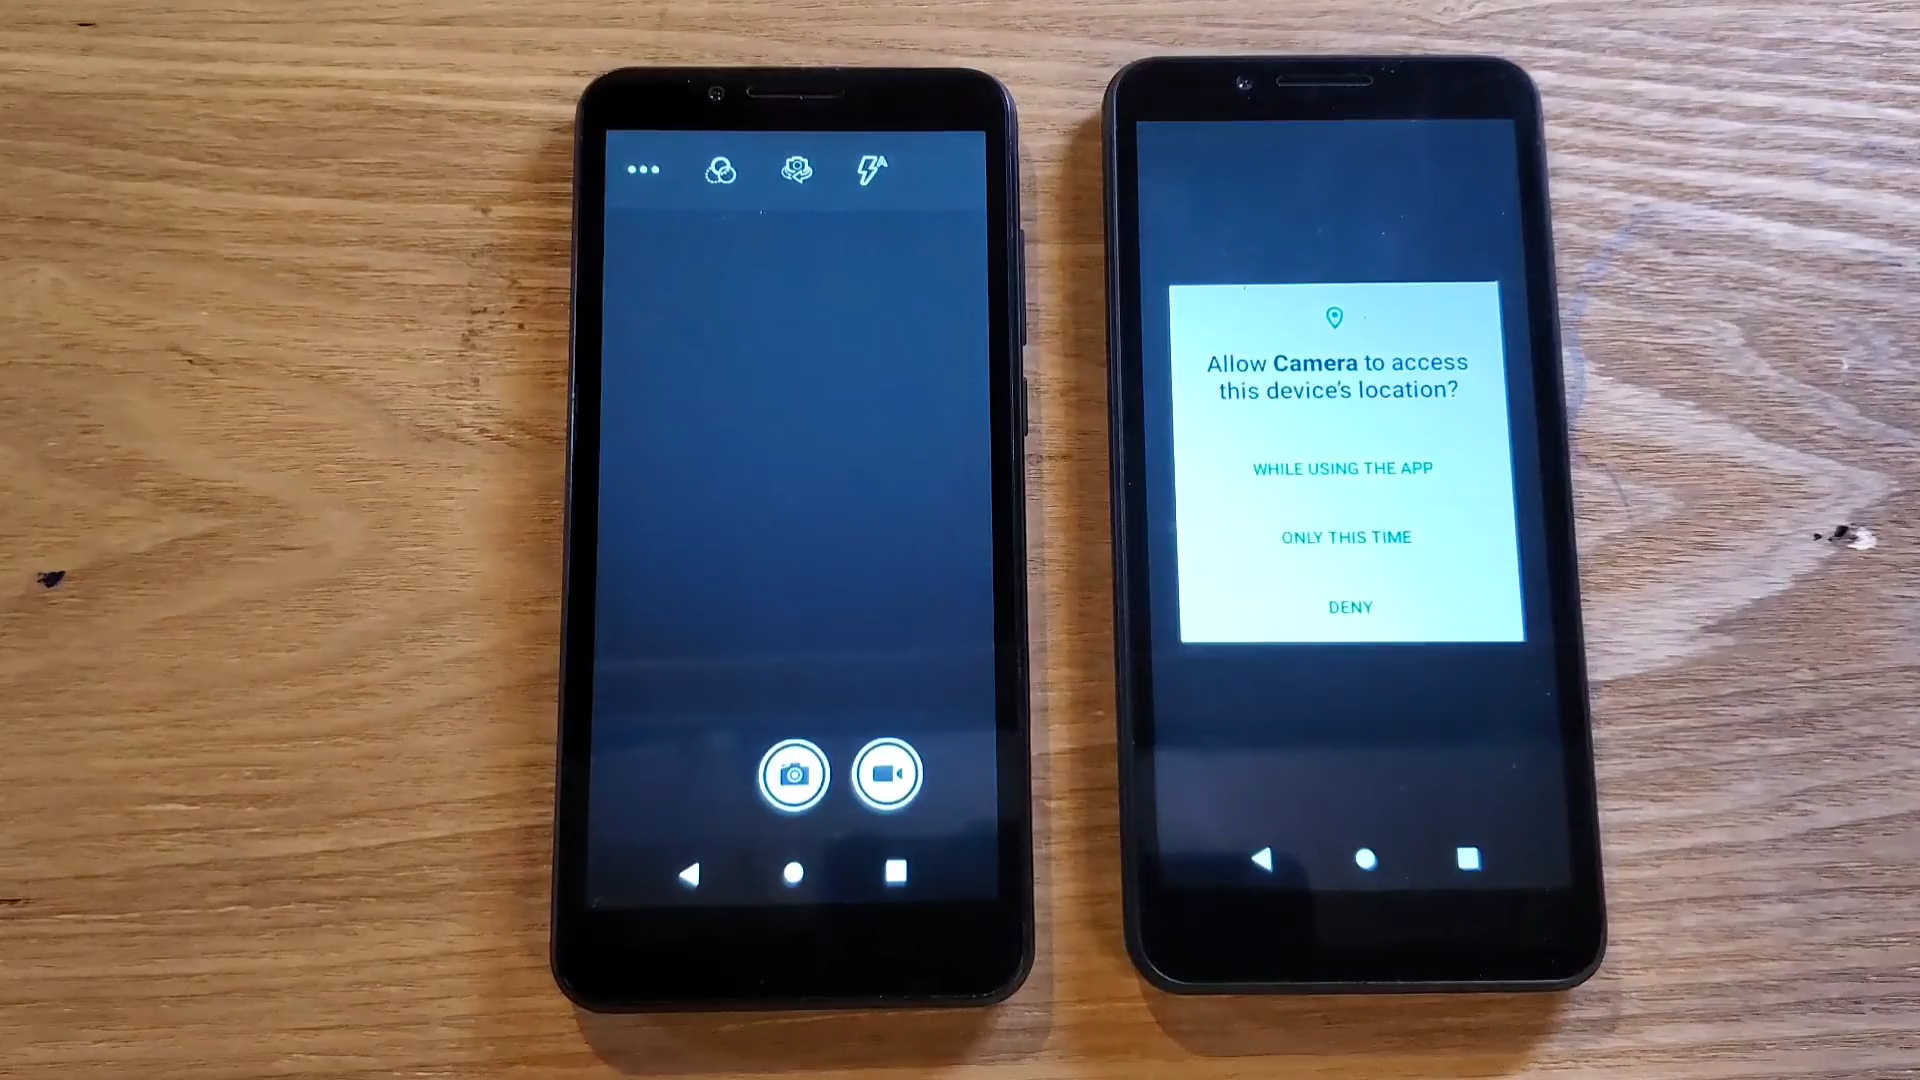 A
Allow Camera to access
this device's location?
WHILE USING THE APP
ONLY THIS TIME
DENY